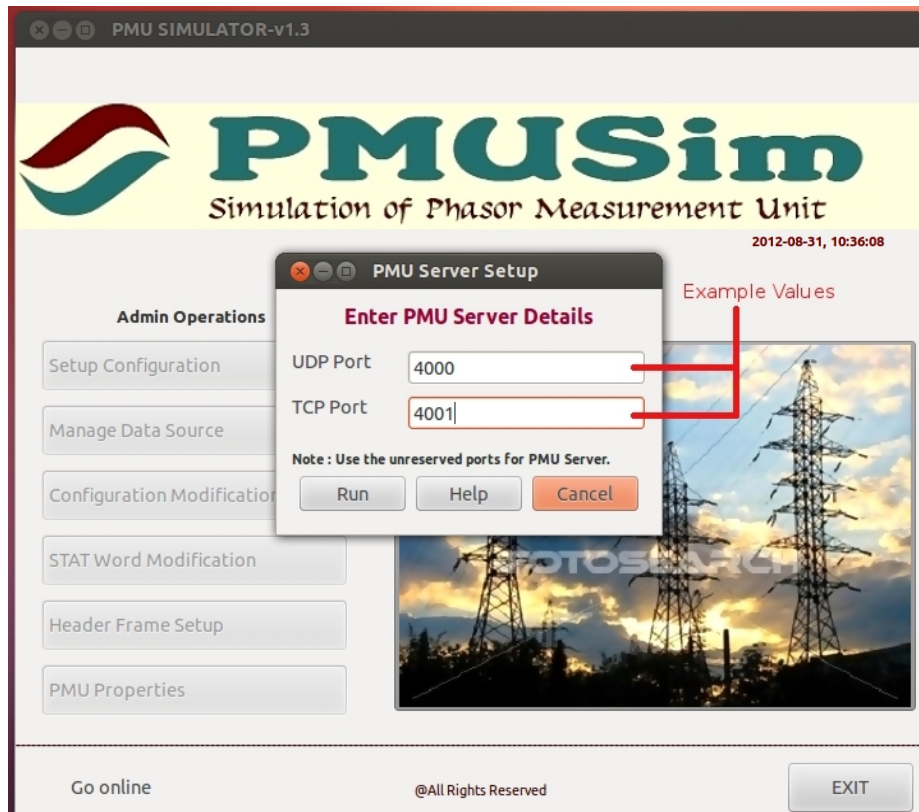 PMU SIMULATOR-v1.3
PMUSim
Simulation of Phasor Measurement Unit
2012-08-31, 10:36:08
PMU Server Setup
Enter PMU Server Details
UDP Port 4000
TCP Port 4001
Note : Use the unreserved ports for PMU Server.
Run Help Cancel
Example Values
Admin Operations
Setup Configuration
Manage Data Source
Configuration Modification
STAT Word Modification
Header Frame Setup
PMU Properties
FOTOSEARCH
Go online
@All Rights Reserved
EXIT